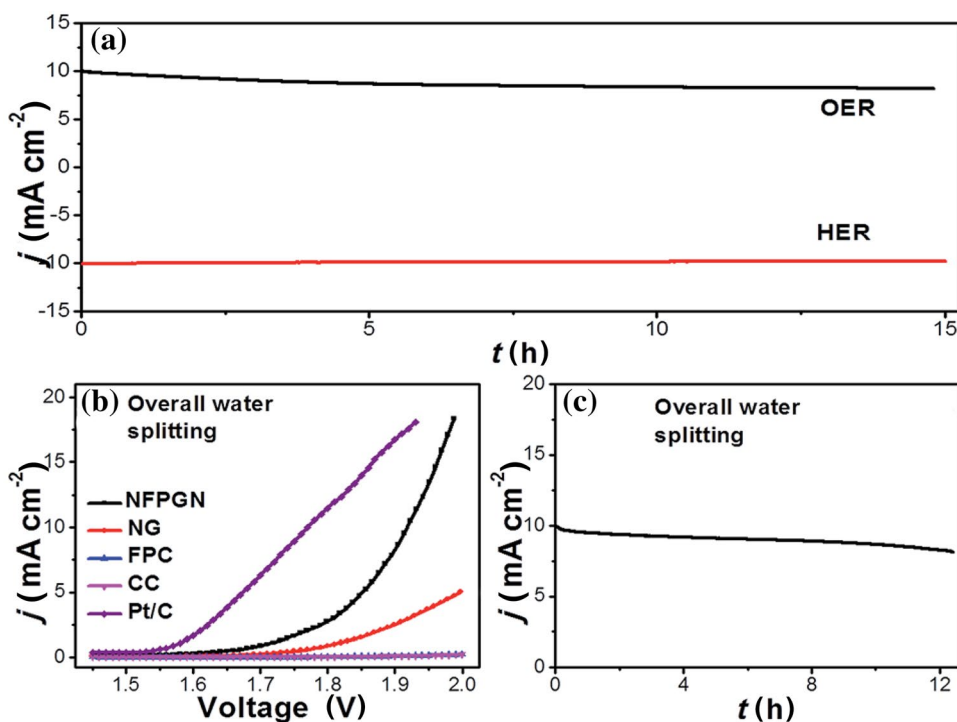 (a)
15
10
5
0
-5
-10
-15
j (mA cm-2)
OER
HER
0
5
10
15
t (h)
(b)
Overall water
splitting
20
15
10
5
0
j (mA cm-2)
NFPGN
NG
FPC
CC
Pt/C
1.5
1.6
1.7
1.8
1.9
2.0
Voltage (V)
(c)
Overall water
splitting
20
15
10
5
0
j (mA cm-2)
0
4
8
12
t (h)